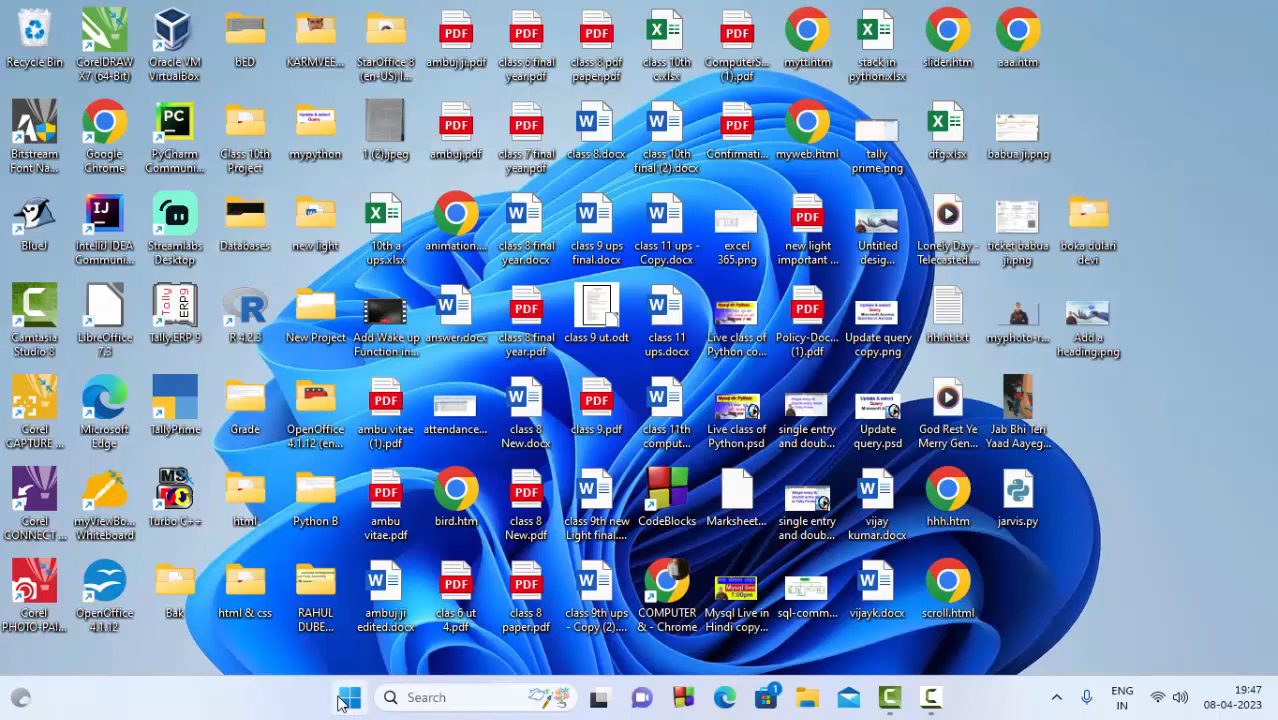 Recycle Bin
CorelDRAW
X7 (64-Bit)
Oracle VM
VirtualBox
bED
KARMVEE...
StarOffice 8
(en-US) I...
ambuj ji.pdf
class 6 final
year.pdf
class 8 pdf
paper.pdf
class 10th
c.xlsx
ComputerS...
(1).pdf
mytt.htm
stack in
python.xlsx
slider.htm
aaa.htm
Bitstream
Font Na...
Google
Chrome
PyCharm
Commun...
Class 10th
Project
mypython
1 (2).jpeg
ambuj.pdf
class 7 final
year.pdf
class 8.docx
class 10th
final (2).docx
Confirmati...
myweb.html
tally
prime.png
dfg.xlsx
babua ji.png
BlueJ
IntelliJ IDEA
Communi...
Streamlabs
Desktop
Databases
new light
10th a
ups.xlsx
animation....
class 8 final
year.docx
class 9 ups
final.docx
class 11 ups -
Copy.docx
excel
365.png
new light
important ...
Untitled
desig...
Lonely Day -
Telecasted....
ticket babua
ji.png
boka dulari
devi
Camtasia
Studio 8
LibreOffice
7.3
Tally.ERP 9
R 4.2.3
New Project
Add Wake up
Function in...
answer.docx
class 8 final
year.pdf
class 9 ut.odt
class 11
ups.docx
Live class of
Python co...
Policy-Doc...
(1).pdf
Update query
copy.png
hh.nt.txt
myphoto-r...
Add a
heading.png
Corel
CAPTURE ...
Microsoft
Edge
TallyPrime
Grade
OpenOffice
4.1.12 (en...
ambu vitae
(1).pdf
attendance...
class 8
New.docx
class 9.pdf
class 11th
comput...
Live class of
Python.psd
single entry
and doub...
Update
query.psd
God Rest Ye
Merry Gen...
Jab Bhi Teri
Yaad Aayeg...
Corel
CONNECT ...
myViewBo...
Whiteboard
Turbo C++
html
Python B
ambu
vitae.pdf
bird.htm
class 8
New.pdf
class 9th new
Light final....
CodeBlocks
Marksheet...
single entry
and doub...
vijay
kumar.docx
hhh.htm
jarvis.py
Corel
PHOTO-PAI...
OpenOffice
4.1.12
Bak
html & css
RAHUL
DUBE...
ambuj ji
edited.docx
clas 6 ut
4.pdf
class 8
paper.pdf
class 9th ups
- Copy (2)....
COMPUTER
& - Chrome
Mysql Live in
Hindi copy...
sql-comm...
vijayk.docx
scroll.html
Search
1
ENG
IN
19:47
08-04-2023